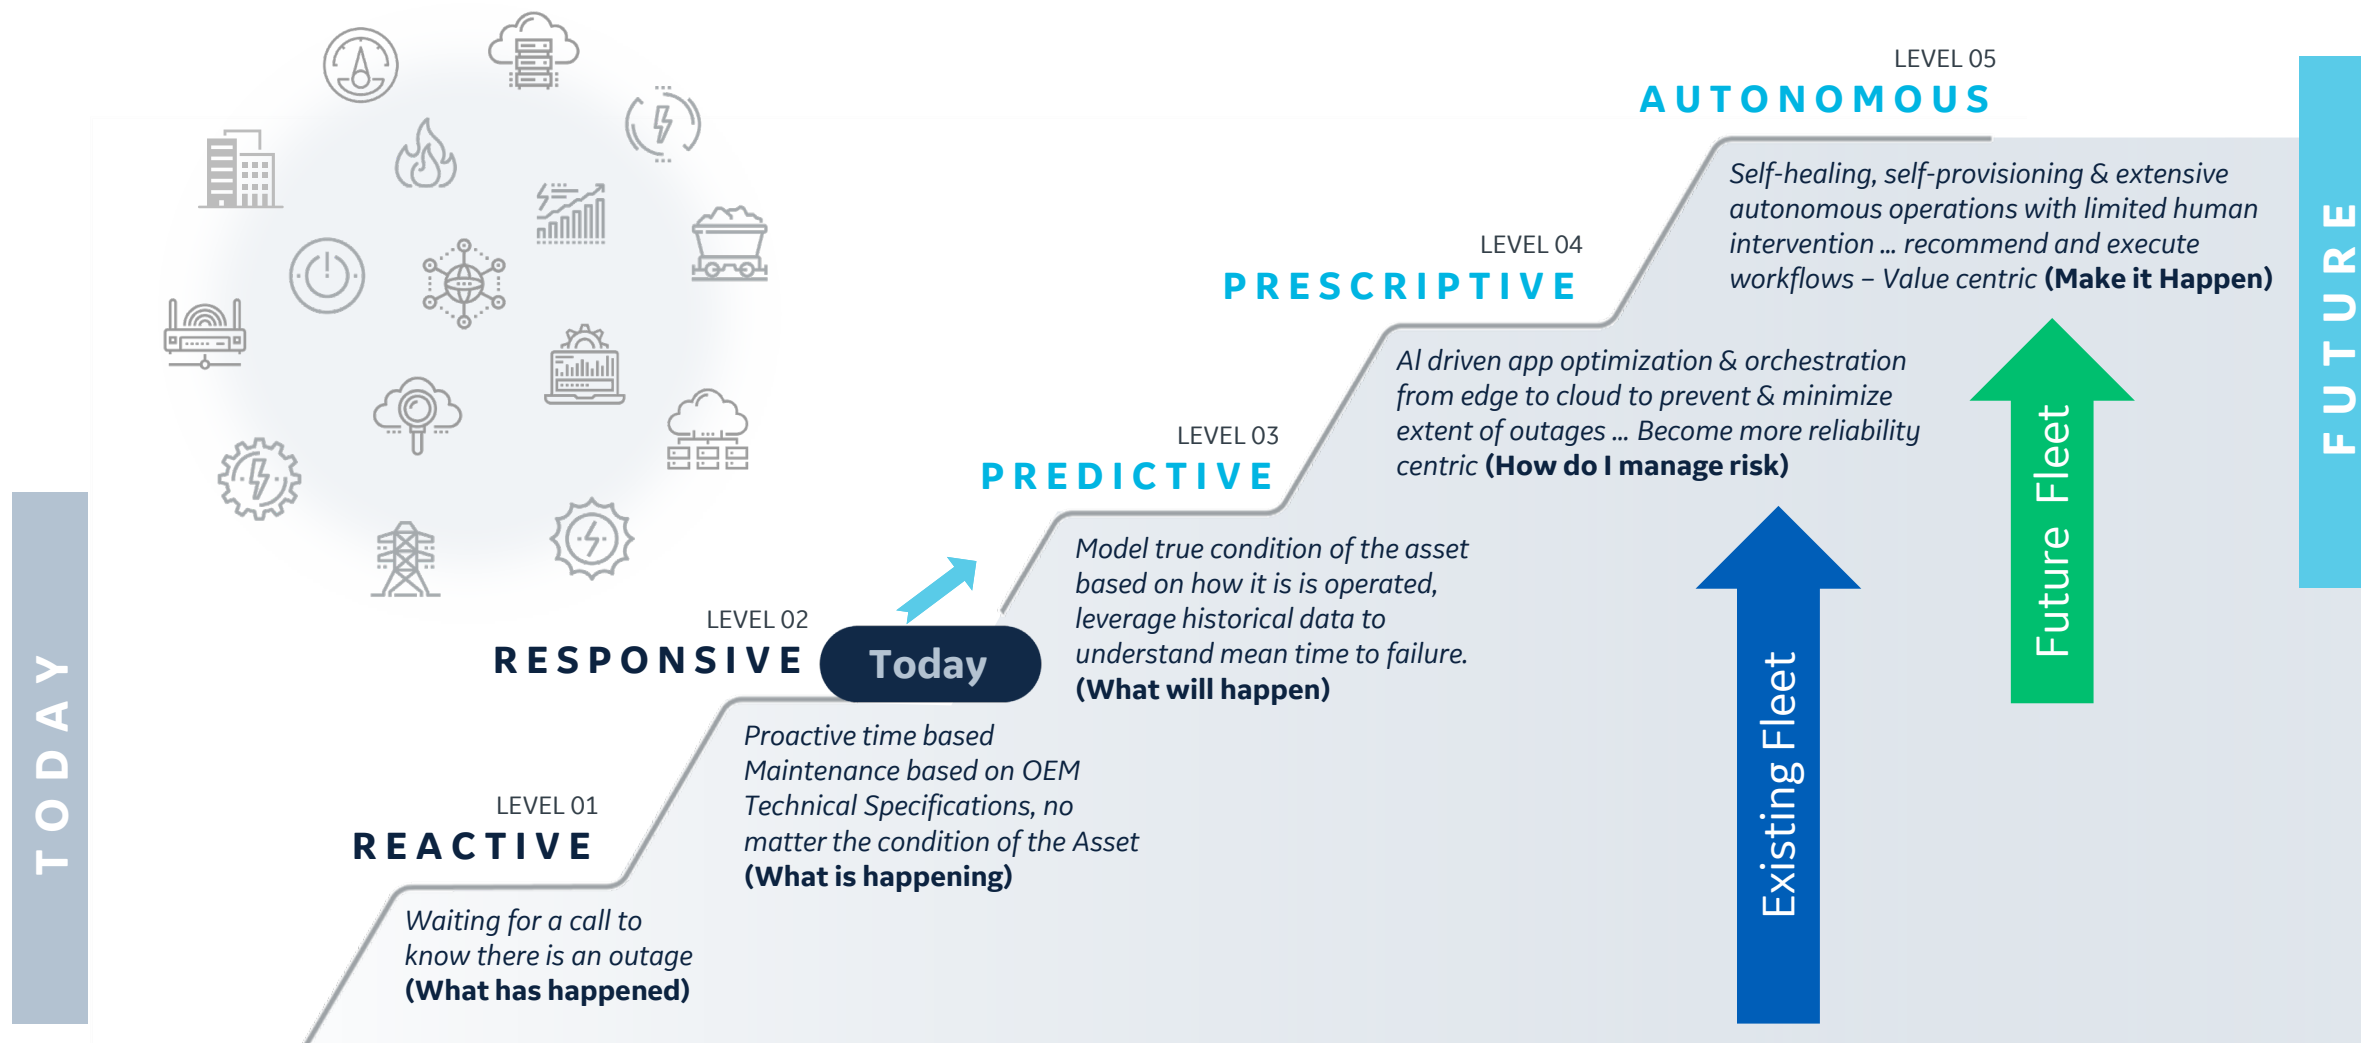 TODAY
LEVEL 01
REACTIVE
Waiting for a call to
know there is an outage
(What has happened)
LEVEL 02
RESPONSIVE
Today
Proactive time based
Maintenance based on OEM
Technical Specifications, no
matter the condition of the Asset
(What is happening)
LEVEL 03
PREDICTIVE
Model true condition of the asset
based on how it is is operated,
leverage historical data to
understand mean time to failure.
(What will happen)
LEVEL 04
PRESCRIPTIVE
AI driven app optimization & orchestration
from edge to cloud to prevent & minimize
extent of outages ... Become more reliability
centric (How do I manage risk)
LEVEL 05
AUTONOMOUS
Self-healing, self-provisioning & extensive
autonomous operations with limited human
intervention ... recommend and execute
workflows – Value centric (Make it Happen)
Existing Fleet
Future Fleet
FUTURE